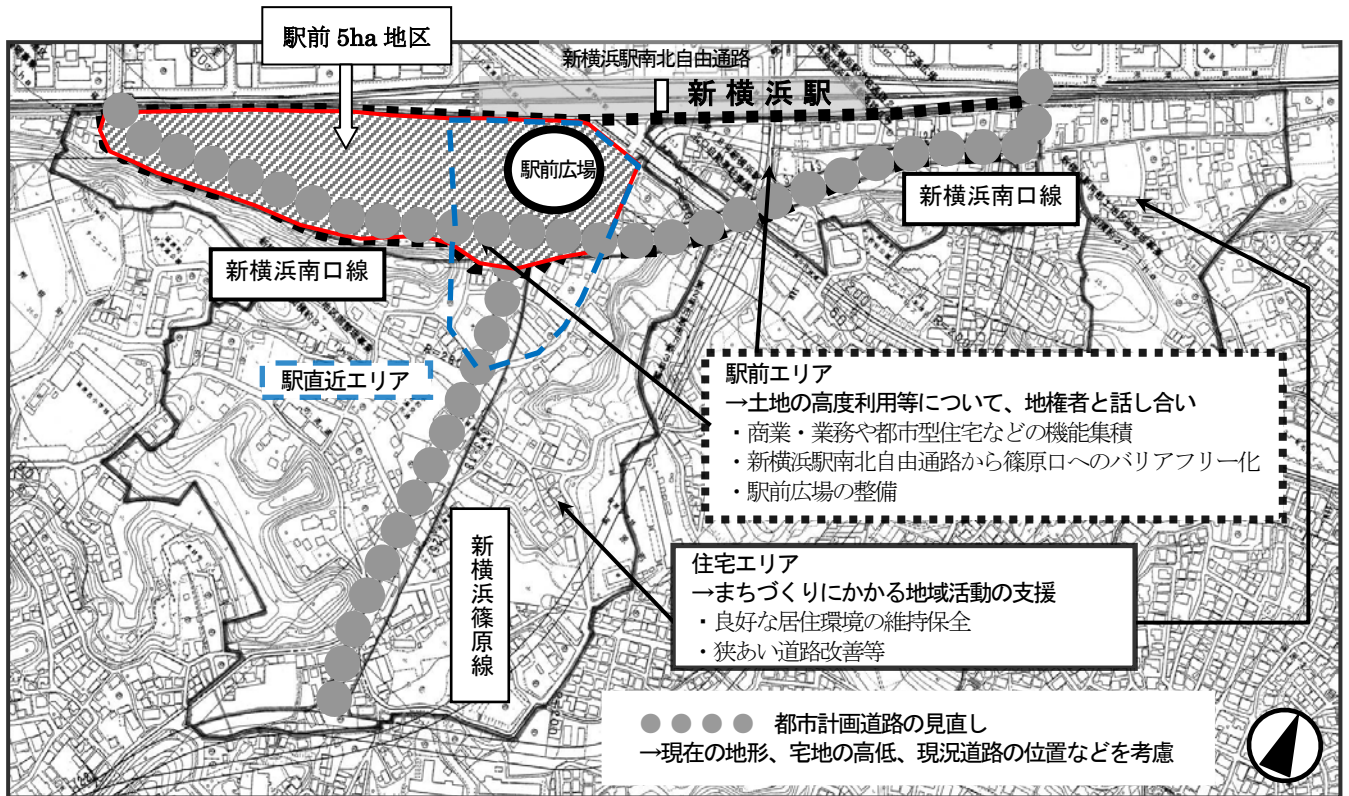 駅前 5ha 地区
新横浜駅南北自由通路
新横浜駅
駅前広場
新横浜南口線
新横浜南口線
駅直近エリア
駅前エリア
→土地の高度利用等について、地権者と話し合い
・商業・業務や都市型住宅などの機能集積
・新横浜駅南北自由通路から篠原口へのバリアフリー化
・駅前広場の整備
新横浜篠原線
住宅エリア
→まちづくりにかかる地域活動の支援
・良好な居住環境の維持保全
・狭あい道路改善等
都市計画道路の見直し
→現在の地形、宅地の高低、現況道路の位置などを考慮